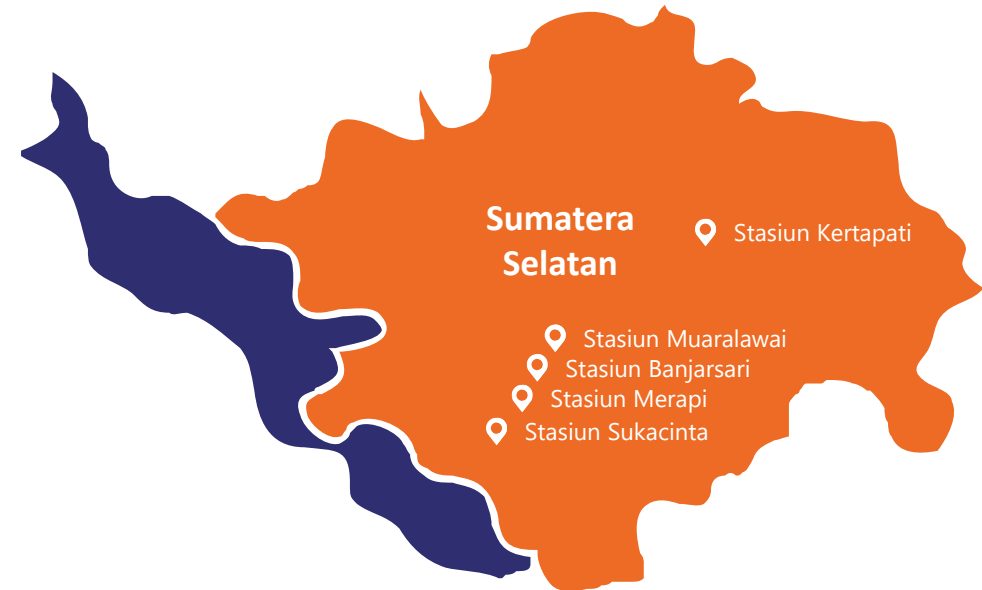 Sumatera
Selatan
Stasiun Kertapati
Stasiun Muaralawai
Stasiun Banjarsari
Stasiun Merapi
Stasiun Sukacinta